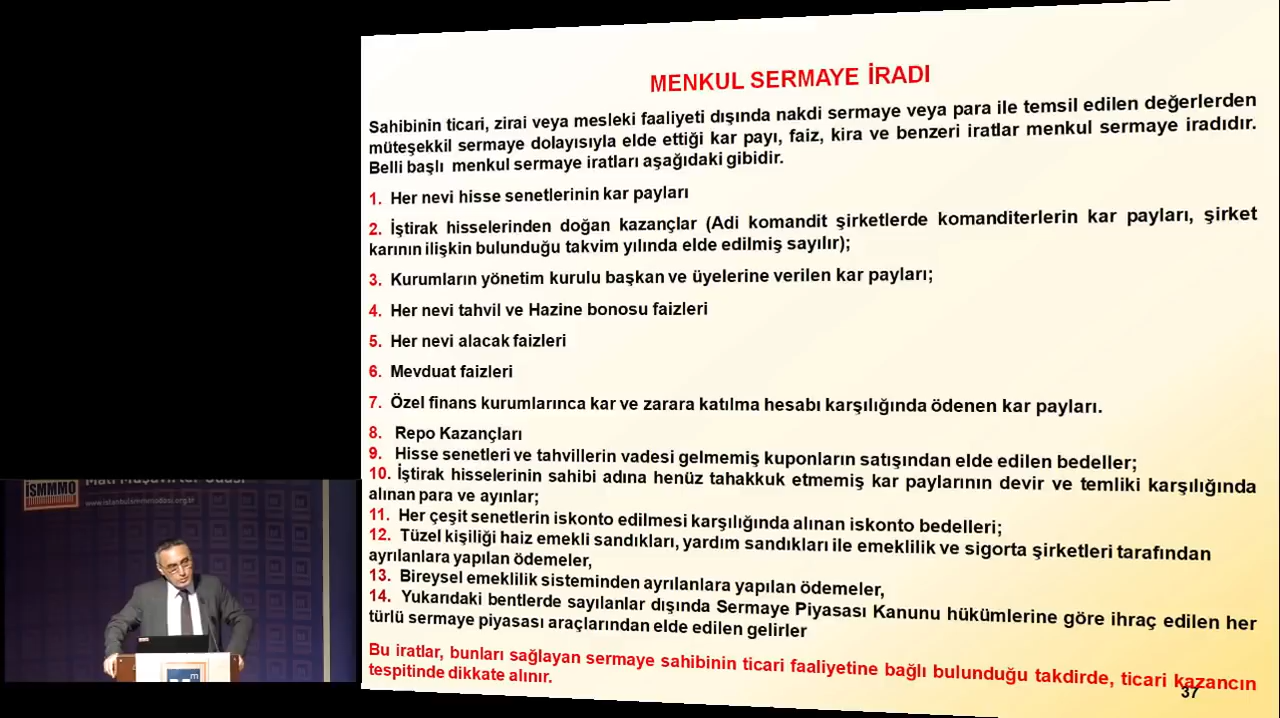 MENKUL SERMAYE İRADI
Sahibinin ticari, zirai veya mesleki faaliyeti dışında nakdi sermaye veya para ile temsil edilen değerlerden
müteşekkil sermaye dolayısıyla elde ettiği kar payı, faiz, kira ve benzeri iratlar menkul sermaye iradıdır.
Belli başlı menkul sermaye iratları aşağıdaki gibidir.
1. Her nevi hisse senetlerinin kar payları
2. İştirak hisselerinden doğan kazançlar (Adi komandit şirketlerde komanditerlerin kar payları, şirket
karının ilişkin bulunduğu takvim yılında elde edilmiş sayılır);
3. Kurumların yönetim kurulu başkan ve üyelerine verilen kar payları;
4. Her nevi tahvil ve Hazine bonosu faizleri
5. Her nevi alacak faizleri
6. Mevduat faizleri
7. Özel finans kurumlarınca kar ve zarara katılma hesabı karşılığında ödenen kar payları.
8. Repo Kazançları
9. Hisse senetleri ve tahvillerin vadesi gelmemiş kuponların satışından elde edilen bedeller;
10. İştirak hisselerinin sahibi adına henüz tahakkuk etmemiş kar paylarının devir ve temliki karşılığında
alınan para ve ayınlar;
11. Her çeşit senetlerin iskonto edilmesi karşılığında alınan iskonto bedelleri;
12. Tüzel kişiliği haiz emekli sandıkları, yardım sandıkları ile emeklilik ve sigorta şirketleri tarafından
ayrılanlara yapılan ödemeler,
13. Bireysel emeklilik sisteminden ayrılanlara yapılan ödemeler,
14. Yukarıdaki bentlerde sayılanlar dışında Sermaye Piyasası Kanunu hükümlerine göre ihraç edilen her
türlü sermaye piyasası araçlarından elde edilen gelirler
Bu iratlar, bunları sağlayan sermaye sahibinin ticari faaliyetine bağlı bulunduğu takdirde, ticari kazancın
tespitinde dikkate alınır.
37
İSMMMO
Mali Müşavirler Odası
www.istanbulsmmmodasi.org.tr